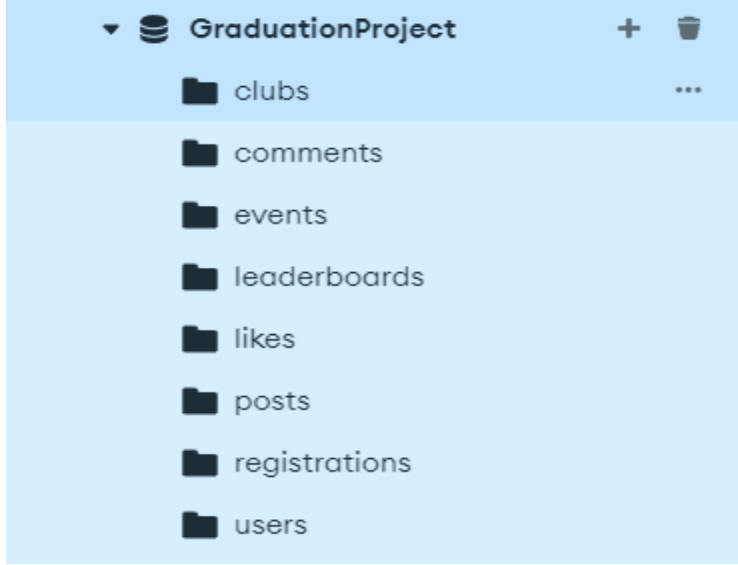 GraduationProject
clubs
comments
events
leaderboards
likes
posts
registrations
users